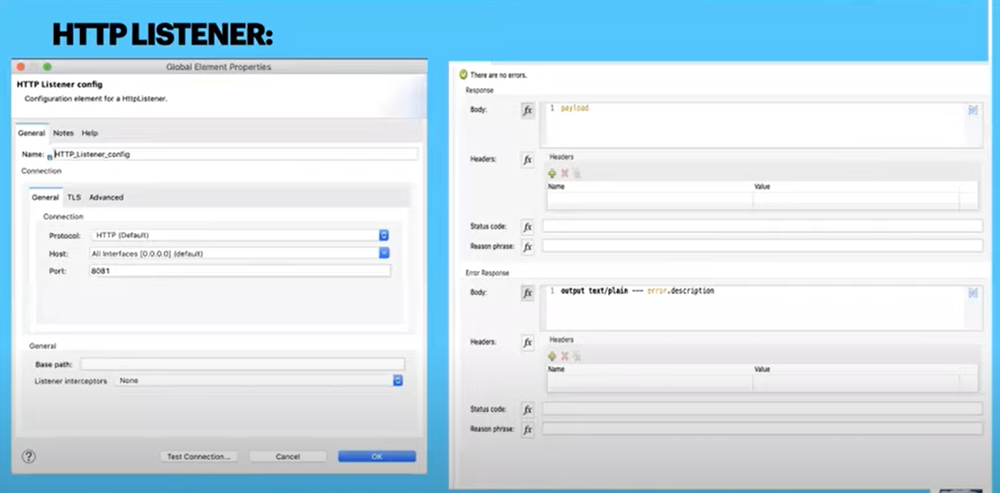 HTTP LISTENER:
Global Element Properties
HTTP Listener config
Configuration element for a HttpListener.
General Notes Help
Name: HTTP_Listener_config
Connection
General TLS Advanced
Connection
Protocol: HTTP (Default)
Host: All Interfaces [0.0.0.0] (default)
Port: 8081
General
Base path:
Listener interceptors None
? Test Connection... Cancel OK
There are no errors.
Response
Body: fx 1 payload
Headers: fx Headers
Name Value
Status code: fx
Reason phrase: fx
Error Response
Body: fx 1 output text/plain --- error.description
Headers: fx Headers
Name Value
Status code: fx
Reason phrase: fx